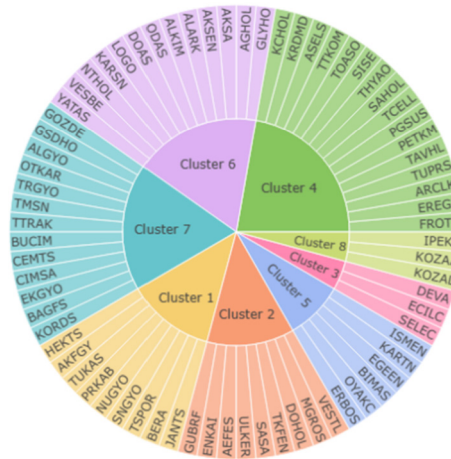 Cluster 4
KCHOL
KRDMD
ASELS
TTKOM
TOASO
SISE
THYAO
SAHOL
TCELL
PGSUS
PETKM
TAVHL
TUPRS
ARCLK
EREG
FROT
Cluster 8
IPEK
KOZA
KOZAL
Cluster 3
DEVA
ECILC
SELEC
Cluster 5
ISMEN
KARTN
EGEEN
BIMAS
OYAKC
ERBOS
Cluster 2
VESTL
MGROS
DOHOL
TKFEN
SASA
ULKER
AEFES
ENKAI
GUBRF
Cluster 1
JANTS
BERA
TSPOR
SNGYO
NUGYO
PRKAB
TUKAS
AKFGY
HEKTS
Cluster 7
KORDS
BAGFS
EKGYO
CIMSA
CEMTS
BUCIM
TTRAK
TMSN
TRGYO
OTKAR
ALGYO
GSDHO
GOZDE
Cluster 6
YATAS
VESBE
NTHOL
KARSN
LOGO
DOAS
ODAS
ALKIM
ALARK
AKSEN
AKSA
AGHOL
GLYHO